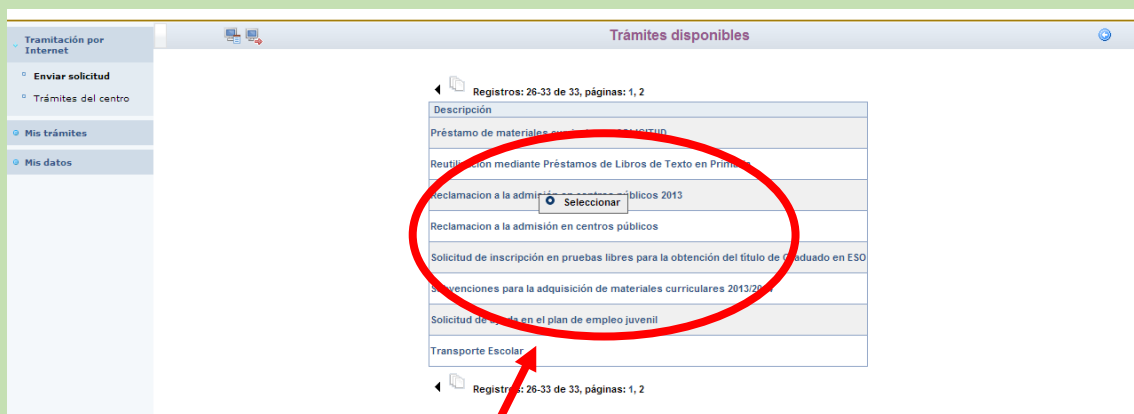 Tramitación por
Internet
Enviar solicitud
Trámites del centro
Mis trámites
Mis datos
Trámites disponibles
Registros: 26-33 de 33, páginas: 1, 2
Descripción
Préstamo de materiales
Reutilización mediante Préstamos de Libros de Texto en Primaria
Reclamacion a la admisión en centros públicos 2013
Seleccionar
Reclamacion a la admisión en centros públicos
Solicitud de inscripción en pruebas libres para la obtención del título de Graduado en ESO
Subvenciones para la adquisición de materiales curriculares 2013/2014
Solicitud de ayuda en el plan de empleo juvenil
Transporte Escolar
Registros: 26-33 de 33, páginas: 1, 2